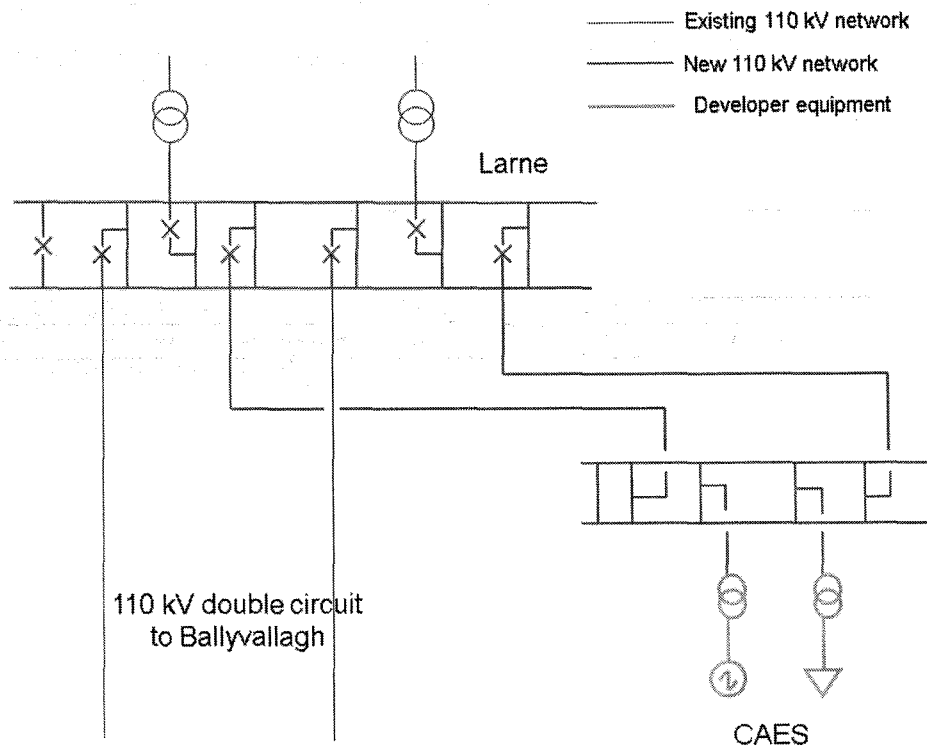 Existing 110 kV network
New 110 kV network
Developer equipment
Larne
110 kV double circuit
to Ballyvallagh
CAES